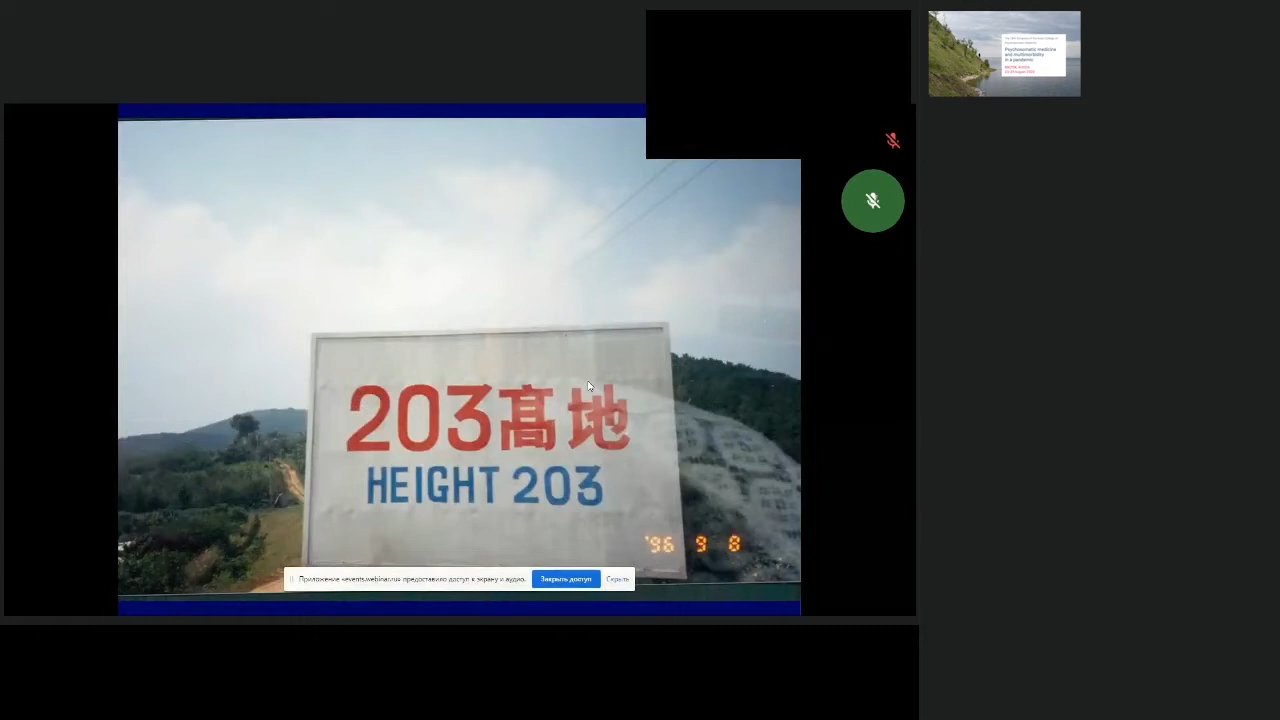 Psychosomatic medicine
and multimorbidity
in a pandemic
203高地
HEIGHT 203
'96 9 8
Приложение «events.webinar.ru» предоставило доступ к экрану и аудио.
Закрыть доступ
Скрыть